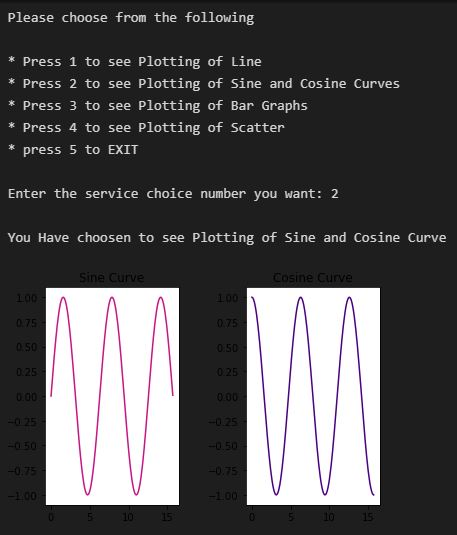 Please choose from the following
* Press 1 to see Plotting of Line
* Press 2 to see Plotting of Sine and Cosine Curves
* Press 3 to see Plotting of Bar Graphs
* Press 4 to see Plotting of Scatter
* press 5 to EXIT
Enter the service choice number you want: 2
You Have choosen to see Plotting of Sine and Cosine Curve
Sine Curve
1.00
0.75
0.50
0.25
0.00
−0.25
−0.50
−0.75
−1.00
0 5 10 15
Cosine Curve
1.00
0.75
0.50
0.25
0.00
−0.25
−0.50
−0.75
−1.00
0 5 10 15